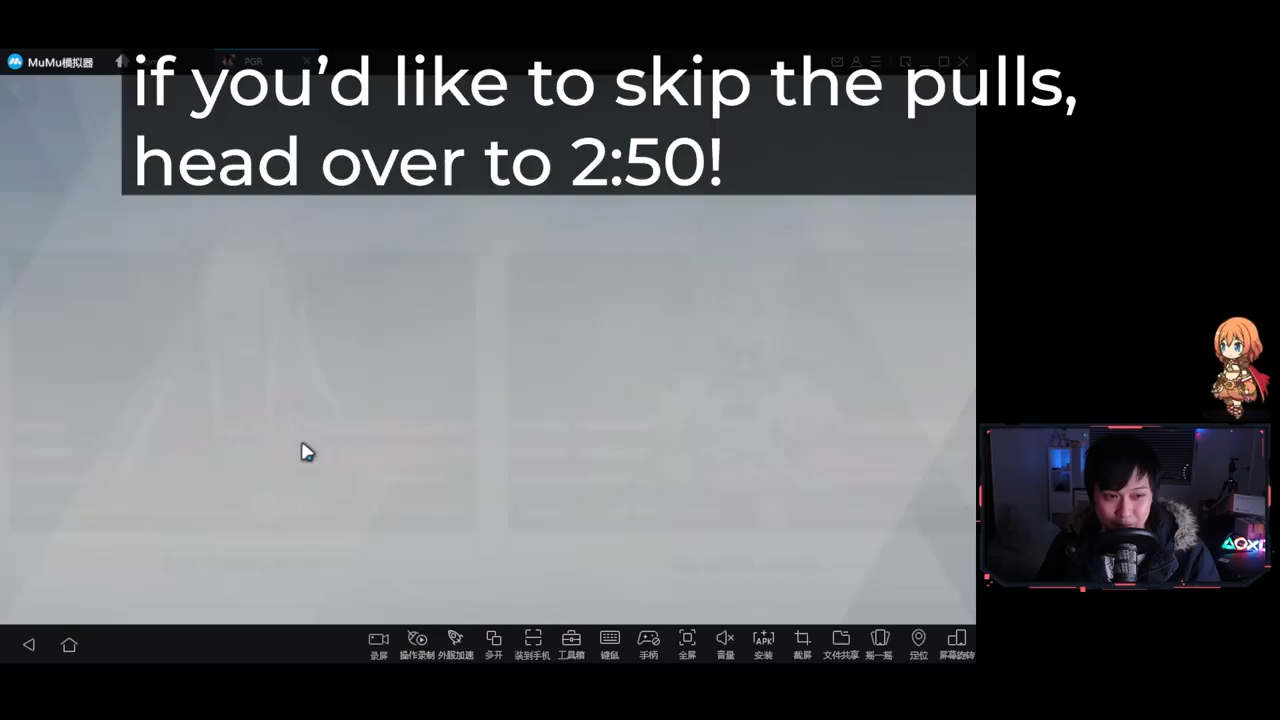 MuMu模拟器
PGR
if you'd like to skip the pulls,
head over to 2:50!
录屏 操作录制 外服加速 多开 装到手机 工具箱 键鼠 手柄 全屏 音量 安装 截屏 文件共享 摇一摇 定位 屏幕旋转
APK